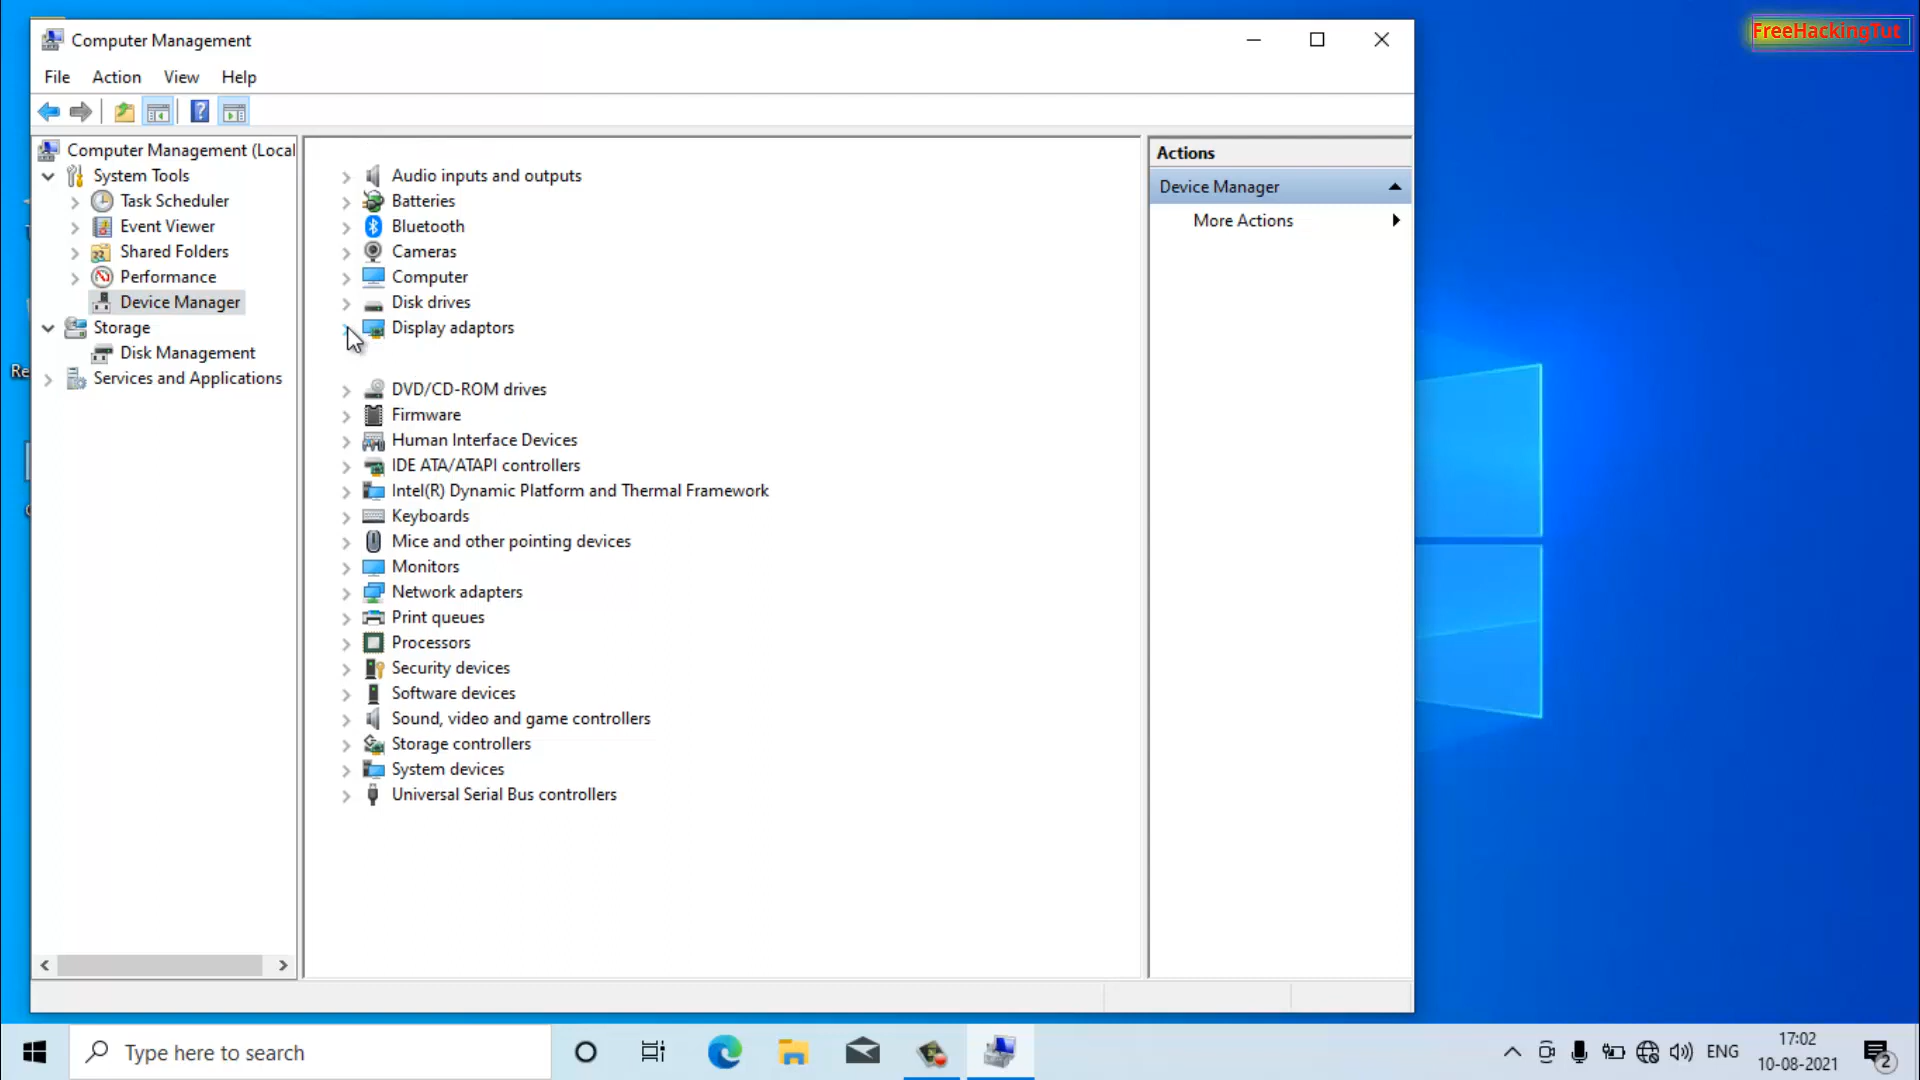 FreeHackingTut
Computer Management
File Action View Help
Computer Management (Local
System Tools
Task Scheduler
Event Viewer
Shared Folders
Performance
Device Manager
Storage
Disk Management
Services and Applications
Audio inputs and outputs
Batteries
Bluetooth
Cameras
Computer
Disk drives
Display adaptors
DVD/CD-ROM drives
Firmware
Human Interface Devices
IDE ATA/ATAPI controllers
Intel(R) Dynamic Platform and Thermal Framework
Keyboards
Mice and other pointing devices
Monitors
Network adapters
Print queues
Processors
Security devices
Software devices
Sound, video and game controllers
Storage controllers
System devices
Universal Serial Bus controllers
Actions
Device Manager
More Actions
Re
Type here to search
ENG
17:02
10-08-2021
2